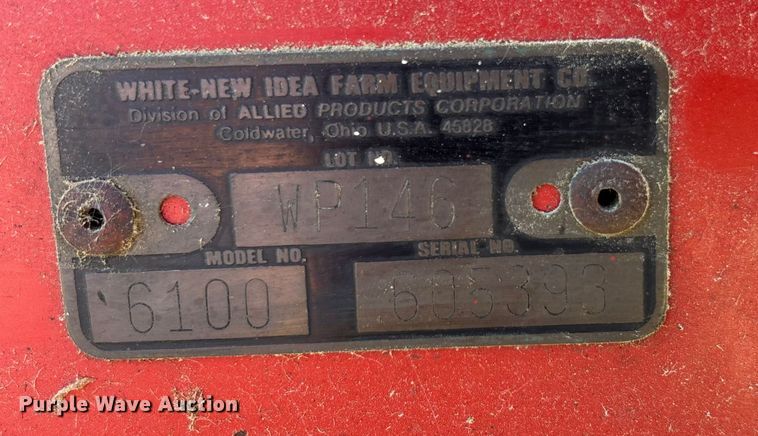 WHITE-NEW IDEA FARM EQUIPMENT CO.
Division of ALLIED PRODUCTS CORPORATION
Coldwater, Ohio U.S.A. 45828
LOT NO.
WP146
MODEL NO. SERIAL NO.
6100 605393
Purple Wave Auction